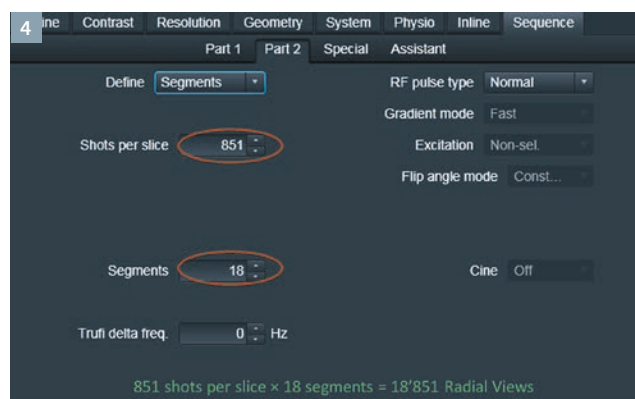 4
ine Contrast Resolution Geometry System Physio Inline Sequence
Part 1 Part 2 Special Assistant
Define Segments RF pulse type Normal
Gradient mode Fast
Shots per slice 851 Excitation Non-sel.
Flip angle mode Const...
Segments 18 Cine Off
Trufi delta freq. 0 Hz
851 shots per slice × 18 segments = 18'851 Radial Views